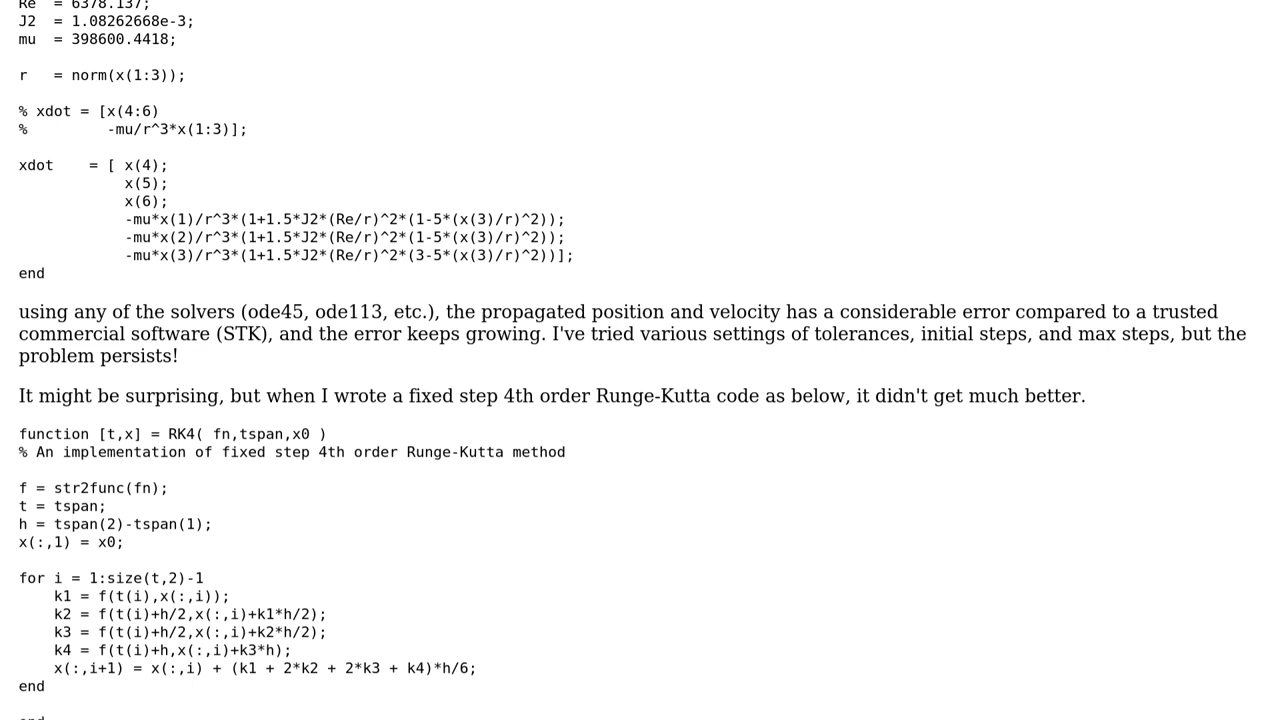 Re  = 6378.137;
J2  = 1.08262668e-3;
mu  = 398600.4418;
r   = norm(x(1:3));
% xdot = [x(4:6)
%         -mu/r^3*x(1:3)];
xdot    = [ x(4);
            x(5);
            x(6);
            -mu*x(1)/r^3*(1+1.5*J2*(Re/r)^2*(1-5*(x(3)/r)^2));
            -mu*x(2)/r^3*(1+1.5*J2*(Re/r)^2*(1-5*(x(3)/r)^2));
            -mu*x(3)/r^3*(1+1.5*J2*(Re/r)^2*(3-5*(x(3)/r)^2))];
end
using any of the solvers (ode45, ode113, etc.), the propagated position and velocity has a considerable error compared to a trusted
commercial software (STK), and the error keeps growing. I've tried various settings of tolerances, initial steps, and max steps, but the
problem persists!
It might be surprising, but when I wrote a fixed step 4th order Runge-Kutta code as below, it didn't get much better.
function [t,x] = RK4( fn,tspan,x0 )
% An implementation of fixed step 4th order Runge-Kutta method
f = str2func(fn);
t = tspan;
h = tspan(2)-tspan(1);
x(:,1) = x0;
for i = 1:size(t,2)-1
    k1 = f(t(i),x(:,i));
    k2 = f(t(i)+h/2,x(:,i)+k1*h/2);
    k3 = f(t(i)+h/2,x(:,i)+k2*h/2);
    k4 = f(t(i)+h,x(:,i)+k3*h);
    x(:,i+1) = x(:,i) + (k1 + 2*k2 + 2*k3 + k4)*h/6;
end